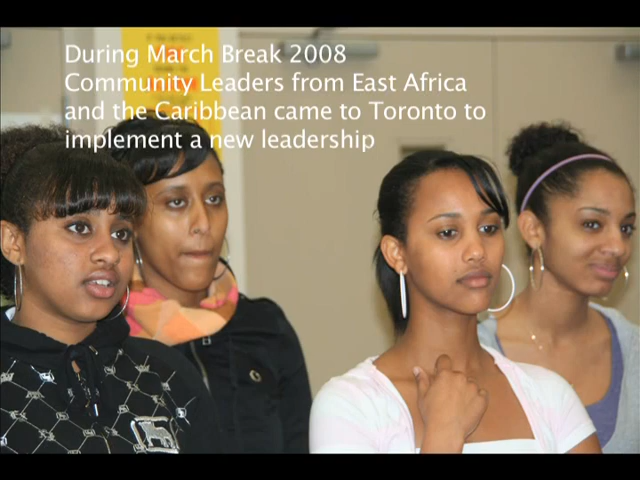 During March Break 2008
Community Leaders from East Africa
and the Caribbean came to Toronto to
implement a new leadership